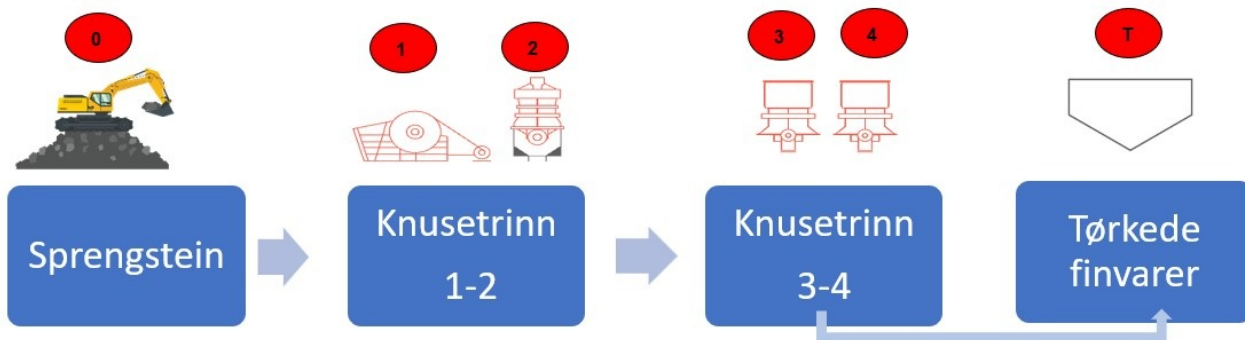 0
1
2
3
4
T
Sprengstein
Knusetrinn
1-2
Knusetrinn
3-4
Tørkede
finvarer